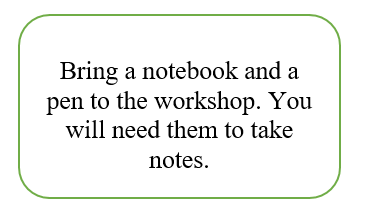 Bring a notebook and a
pen to the workshop. You
will need them to take
notes.